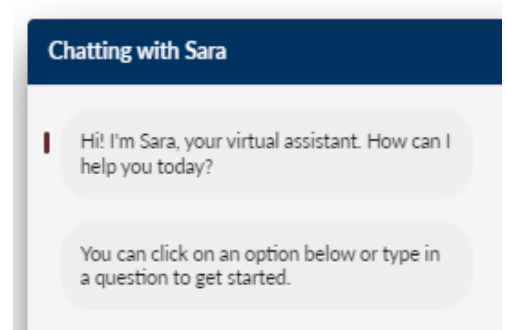 Chatting with Sara
Hi! I'm Sara, your virtual assistant. How can I
help you today?
You can click on an option below or type in
a question to get started.